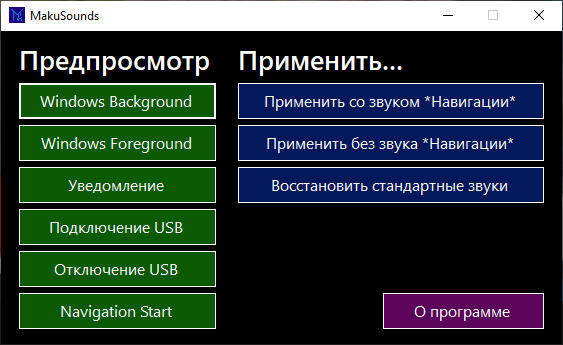 MakuSounds
Предпросмотр
Windows Background
Windows Foreground
Уведомление
Подключение USB
Отключение USB
Navigation Start
Применить...
Применить со звуком *Навигации*
Применить без звука *Навигации*
Восстановить стандартные звуки
О программе